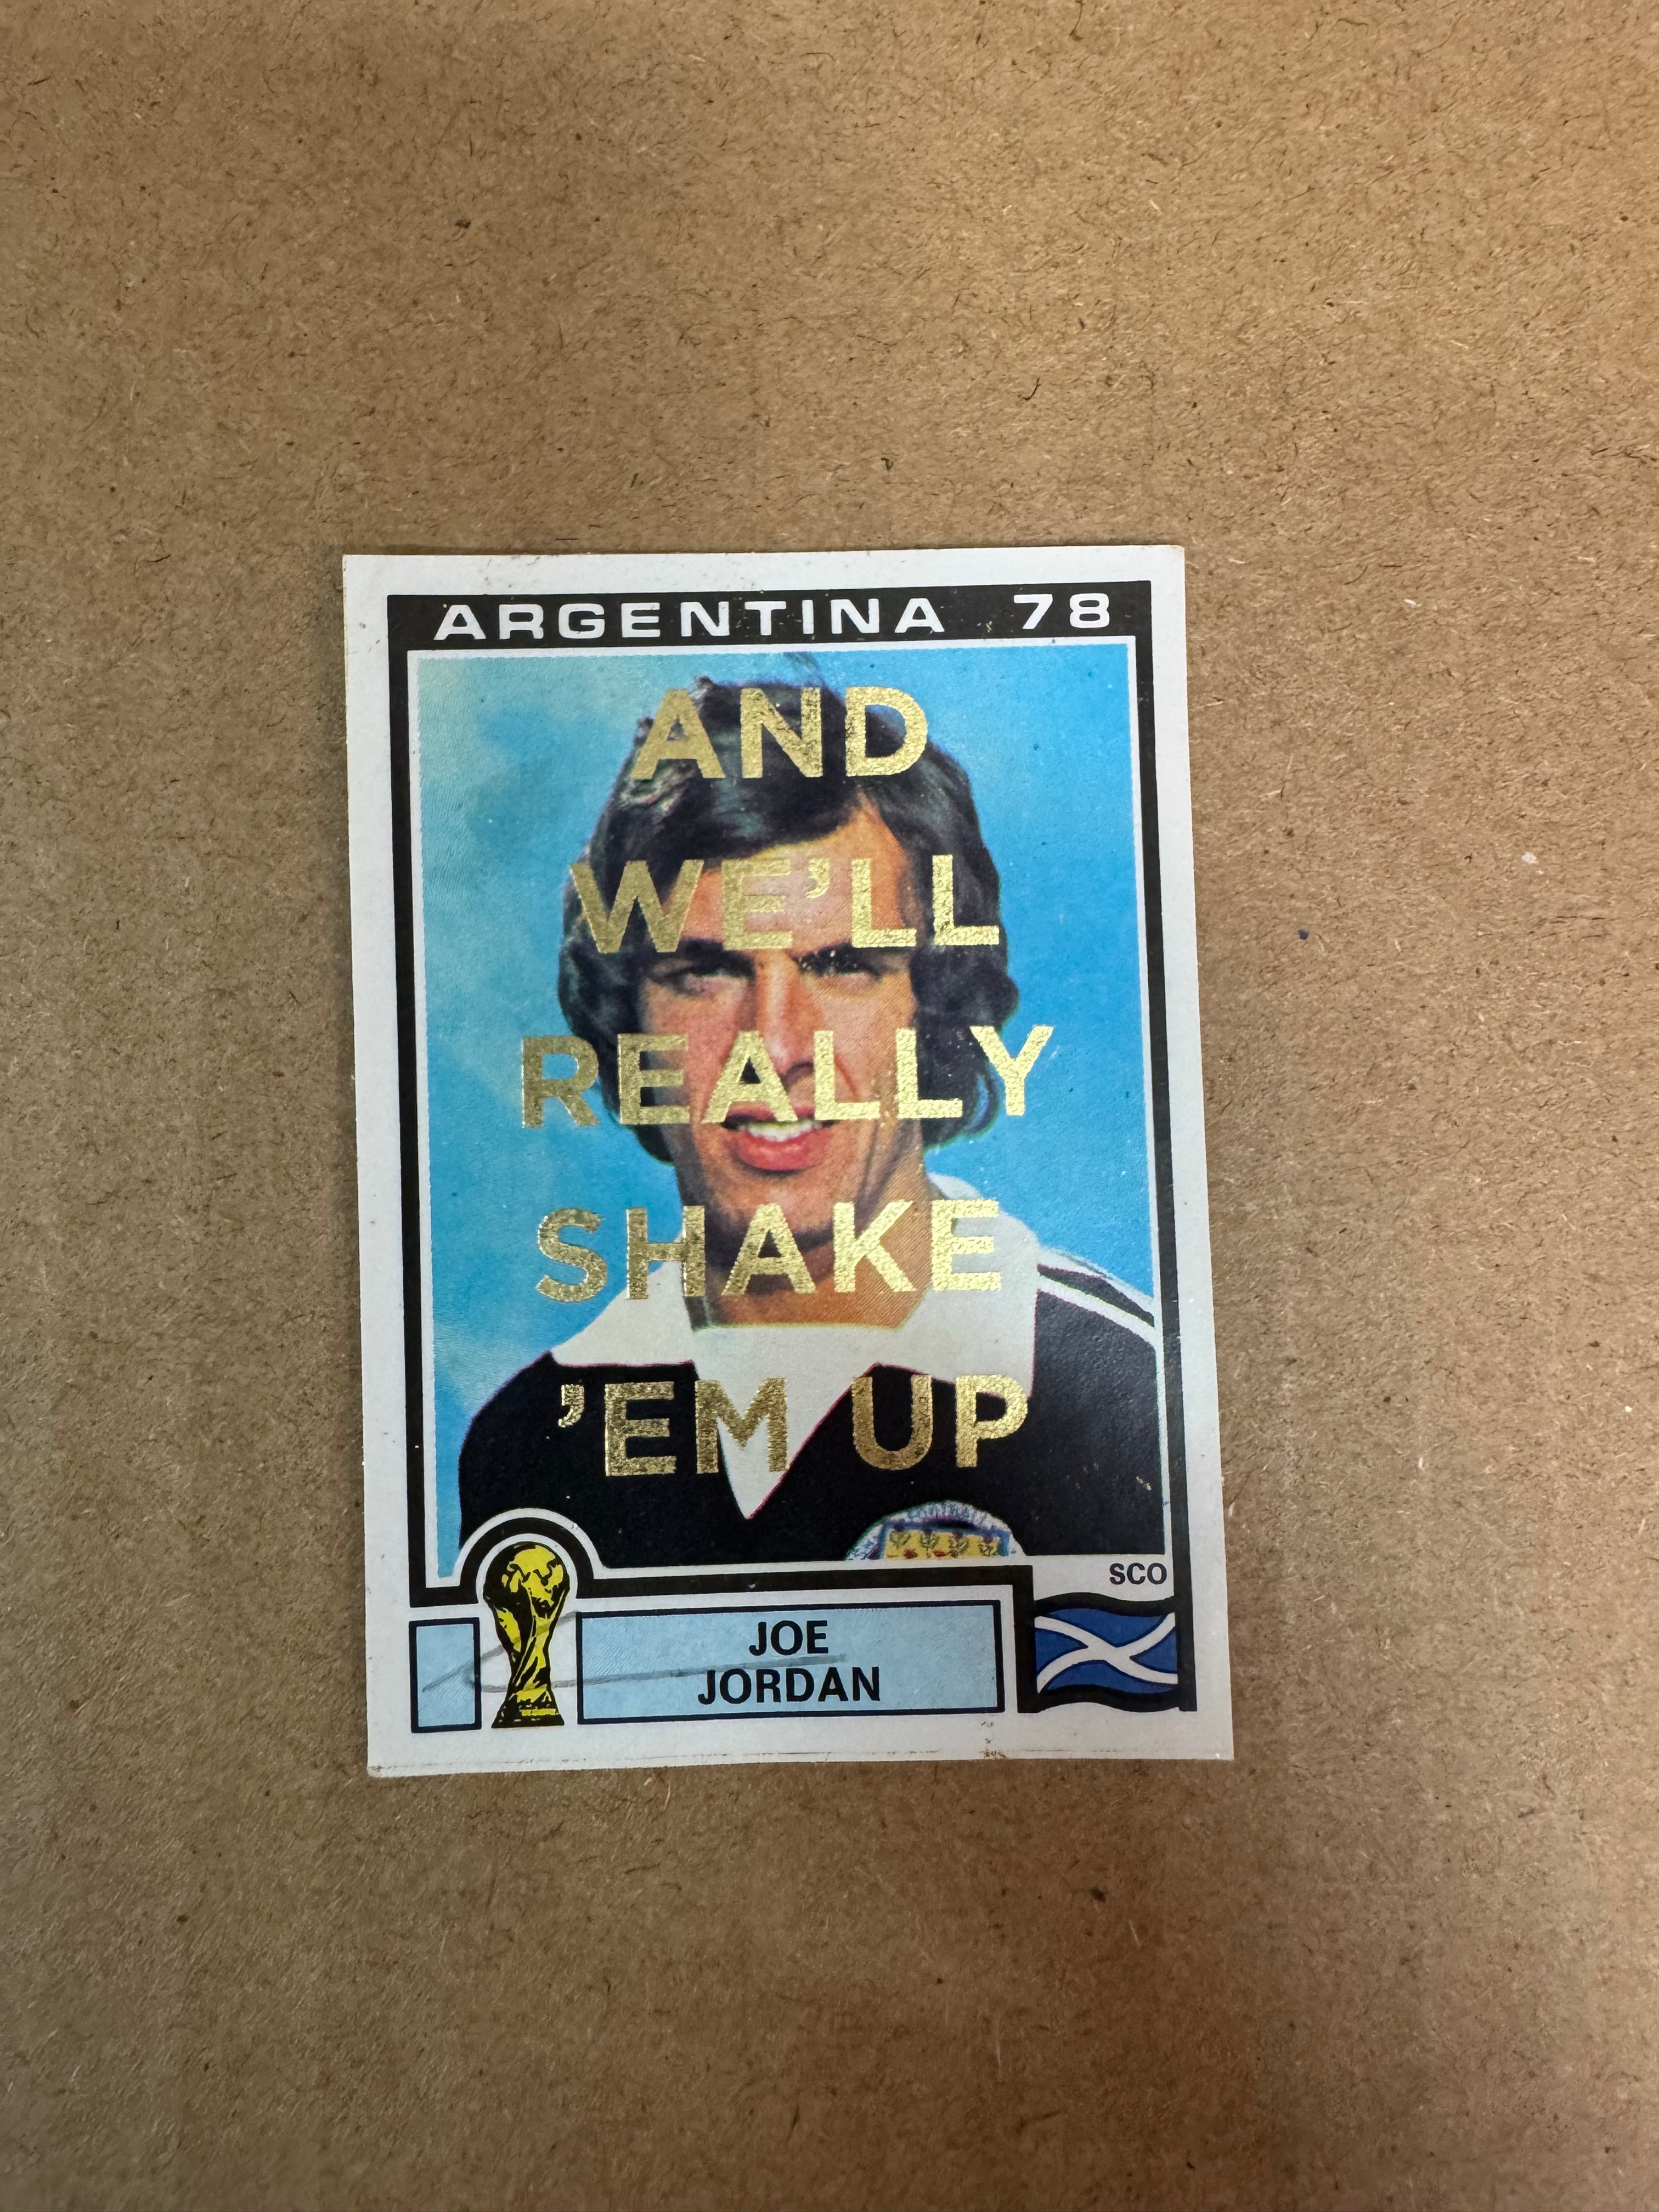 ARGENTINA 78
AND
WE'LL
REALLY
SHAKE
'EM UP
SCO
JOE
JORDAN